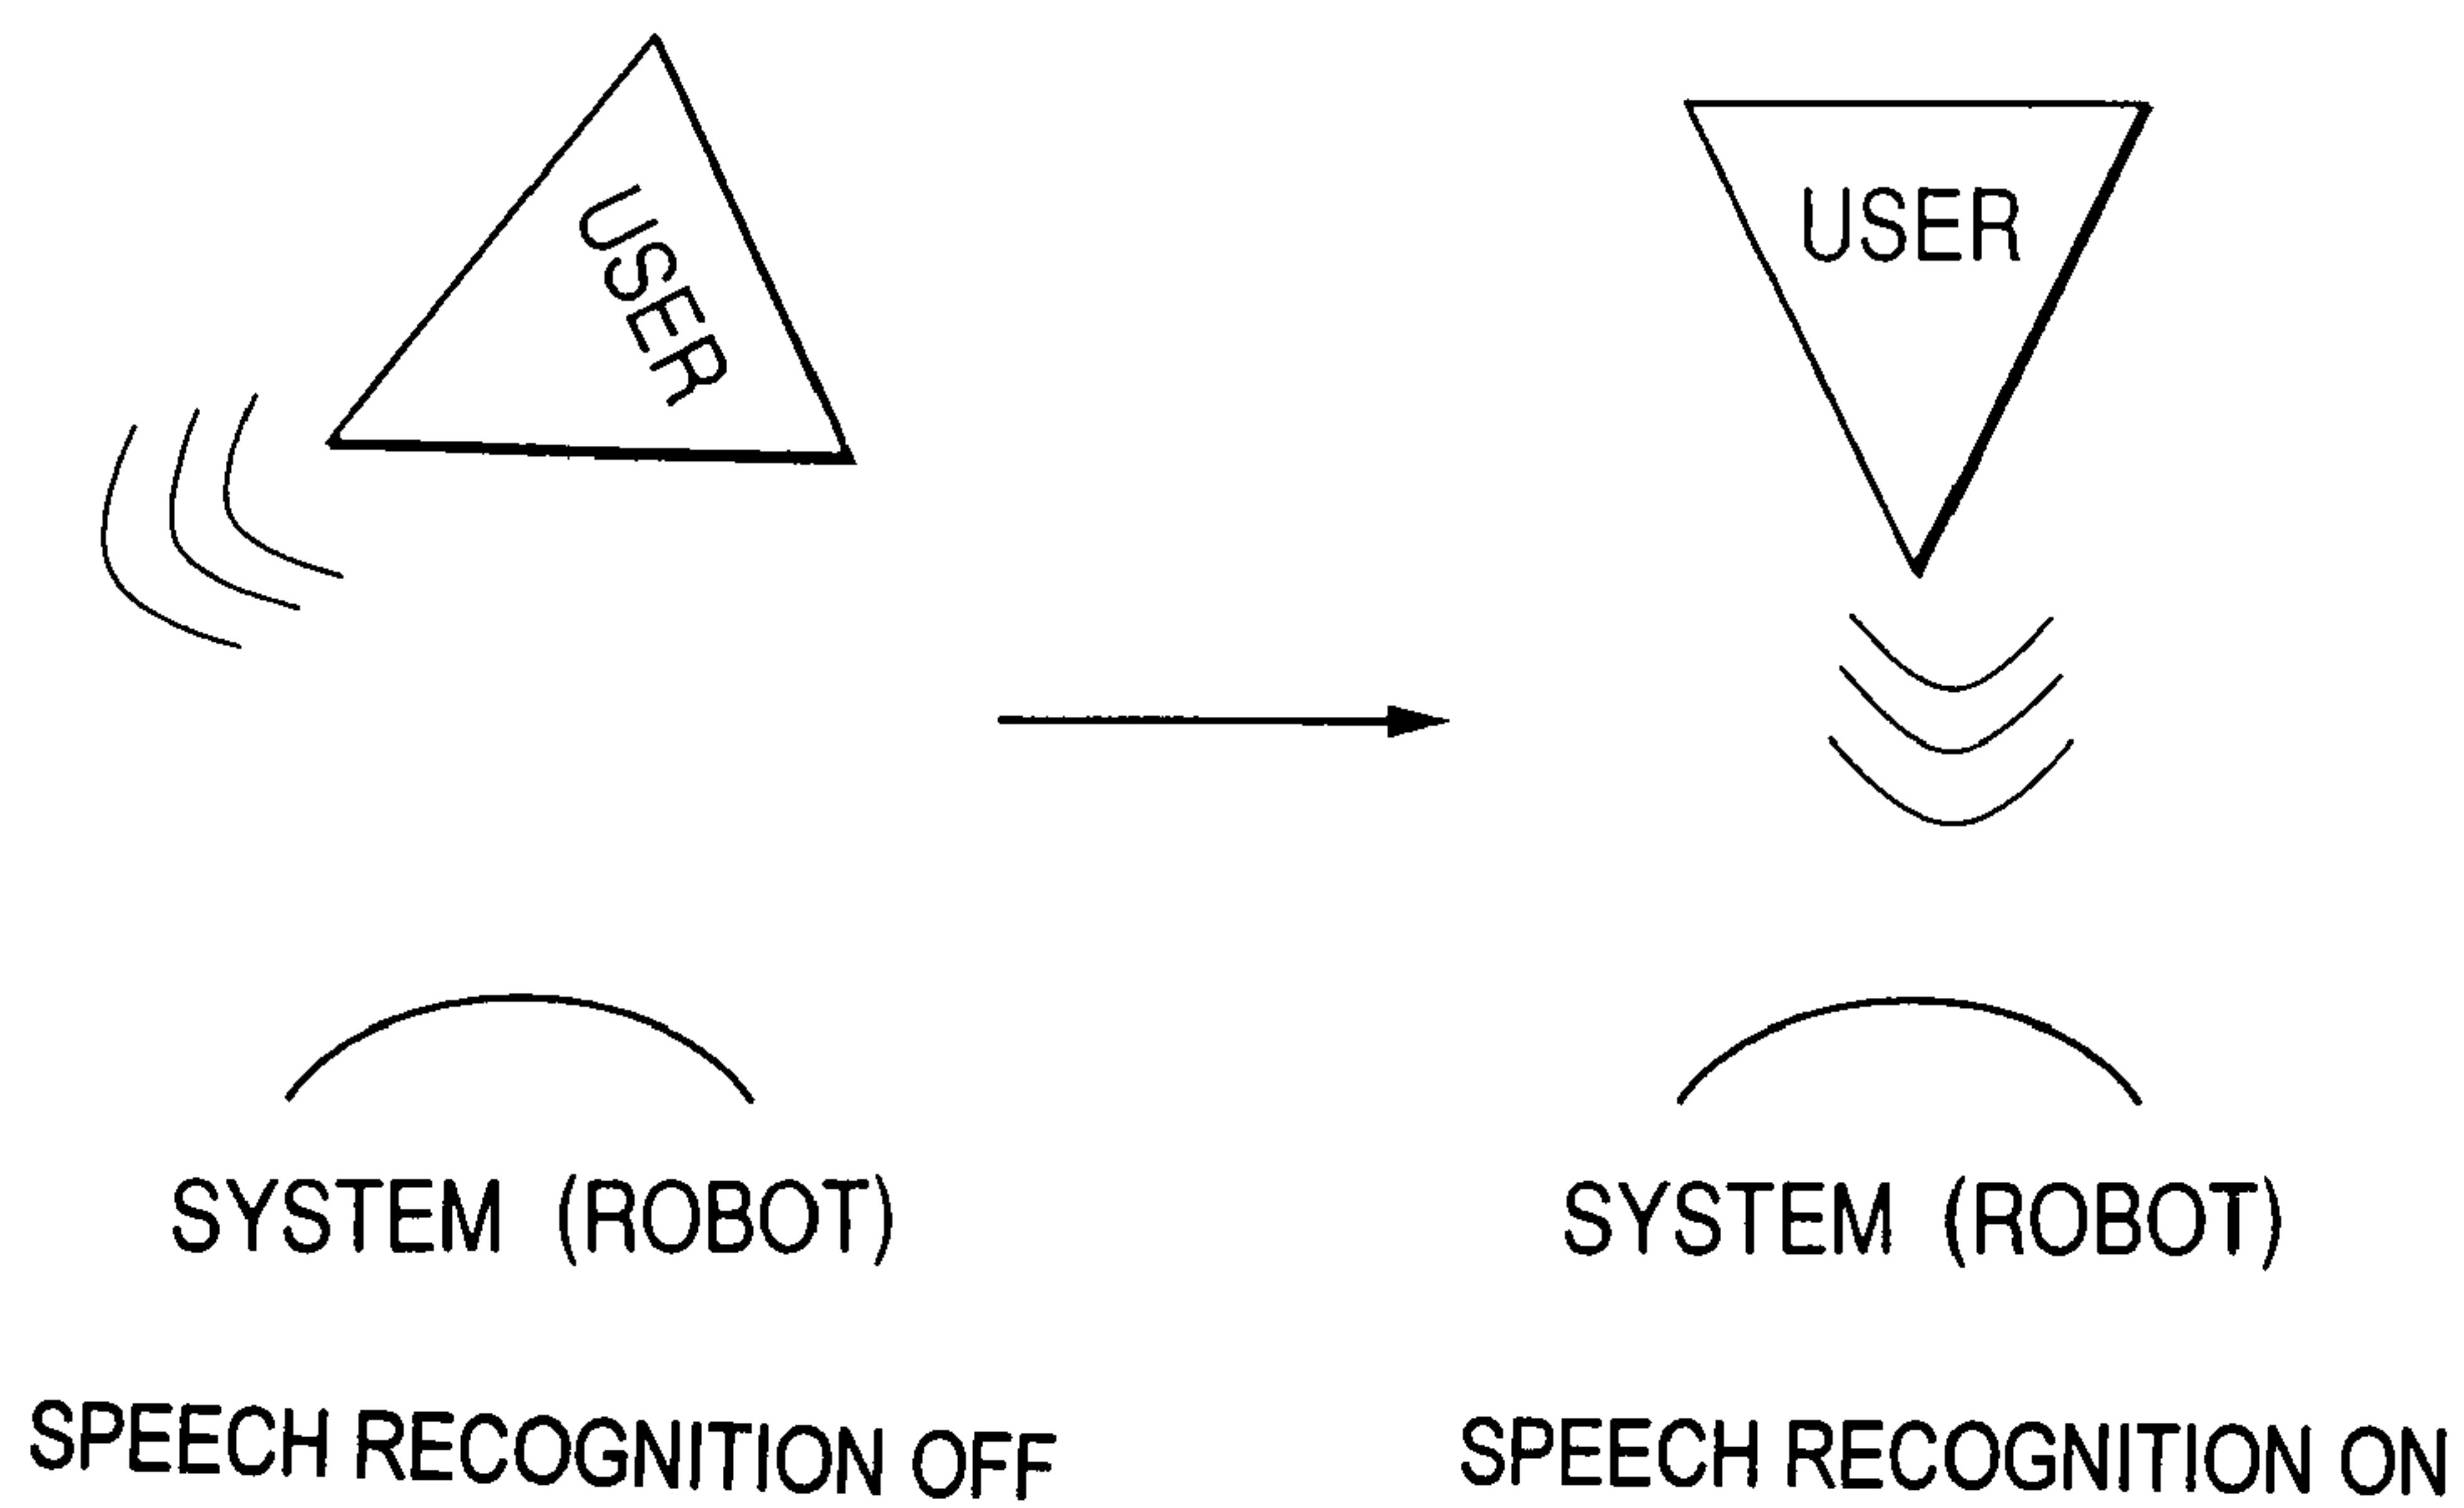 USER
SYSTEM (ROBOT)
SPEECH RECOGNITION OFF
USER
SYSTEM (ROBOT)
SPEECH RECOGNITION ON